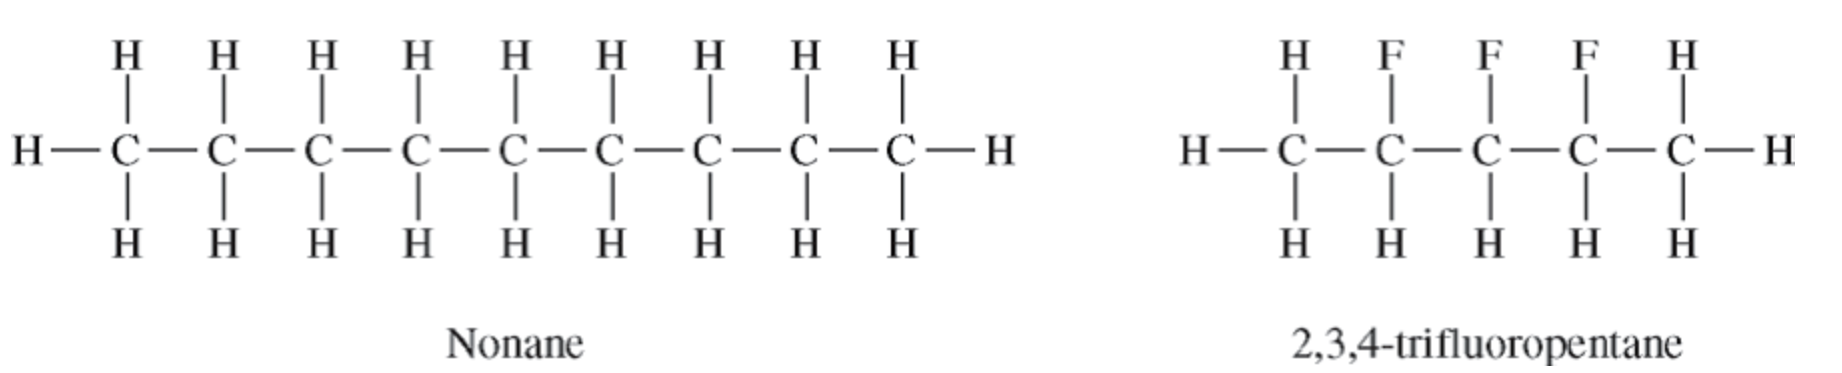 H H H H H H H H H H F F F H
H—C—C—C—C—C—C—C—C—C—H H—C—C—C—C—C—H
H H H H H H H H H H H H H H
Nonane 2,3,4-trifluoropentane